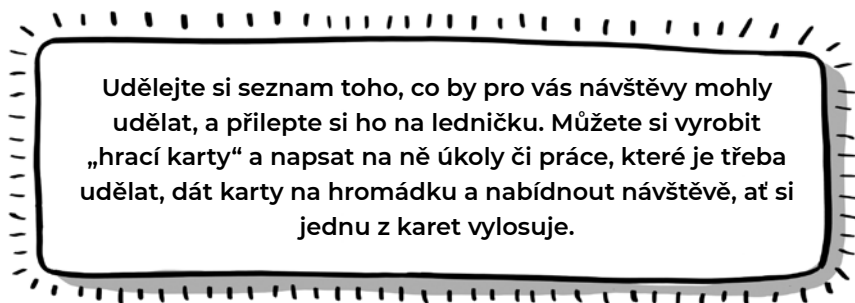 Udělejte si seznam toho, co by pro vás návštěvy mohly
udělat, a přilepte si ho na ledničku. Můžete si vyrobit
„hrací karty“ a napsat na ně úkoly či práce, které je třeba
udělat, dát karty na hromádku a nabídnout návštěvě, ať si
jednu z karet vylosuje.